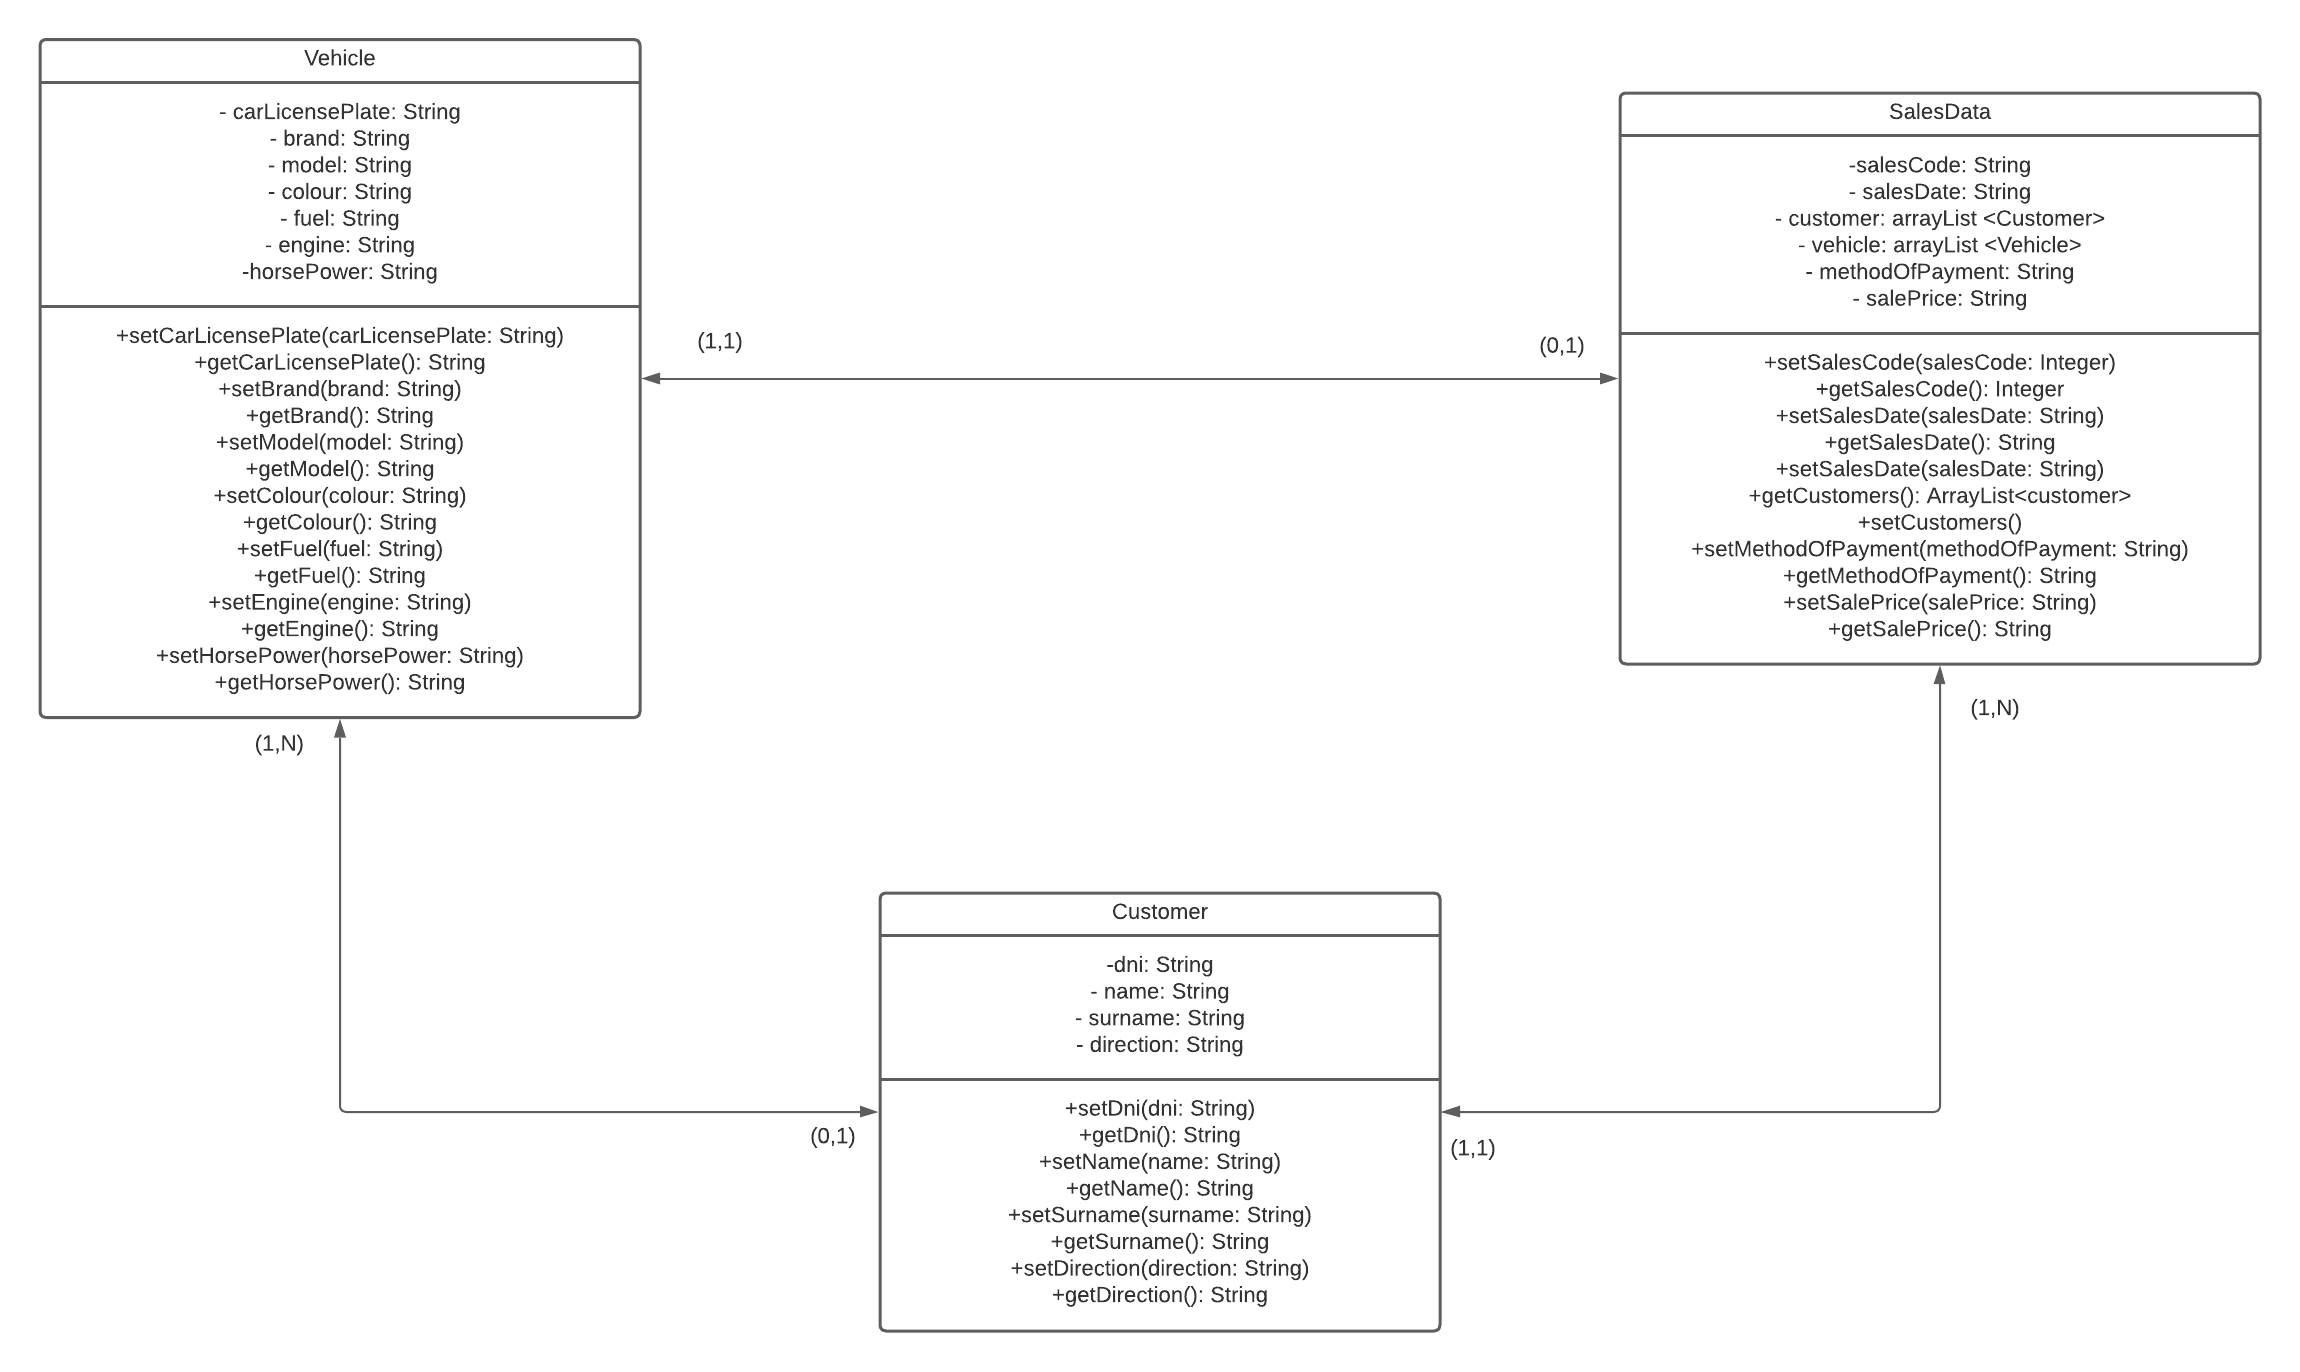 Vehicle
- carLicensePlate: String
- brand: String
- model: String
- colour: String
- fuel: String
- engine: String
-horsePower: String
+setCarLicensePlate(carLicensePlate: String)
+getCarLicensePlate(): String
+setBrand(brand: String)
+getBrand(): String
+setModel(model: String)
+getModel(): String
+setColour(colour: String)
+getColour(): String
+setFuel(fuel: String)
+getFuel(): String
+setEngine(engine: String)
+getEngine(): String
+setHorsePower(horsePower: String)
+getHorsePower(): String
(1,1)
(0,1)
SalesData
-salesCode: String
- salesDate: String
- customer: arrayList <Customer>
- vehicle: arrayList <Vehicle>
- methodOfPayment: String
- salePrice: String
+setSalesCode(salesCode: Integer)
+getSalesCode(): Integer
+setSalesDate(salesDate: String)
+getSalesDate(): String
+setSalesDate(salesDate: String)
+getCustomers(): ArrayList<customer>
+setCustomers()
+setMethodOfPayment(methodOfPayment: String)
+getMethodOfPayment(): String
+setSalePrice(salePrice: String)
+getSalePrice(): String
(1,N)
(1,N)
(0,1)
(1,1)
Customer
-dni: String
- name: String
- surname: String
- direction: String
+setDni(dni: String)
+getDni(): String
+setName(name: String)
+getName(): String
+setSurname(surname: String)
+getSurname(): String
+setDirection(direction: String)
+getDirection(): String